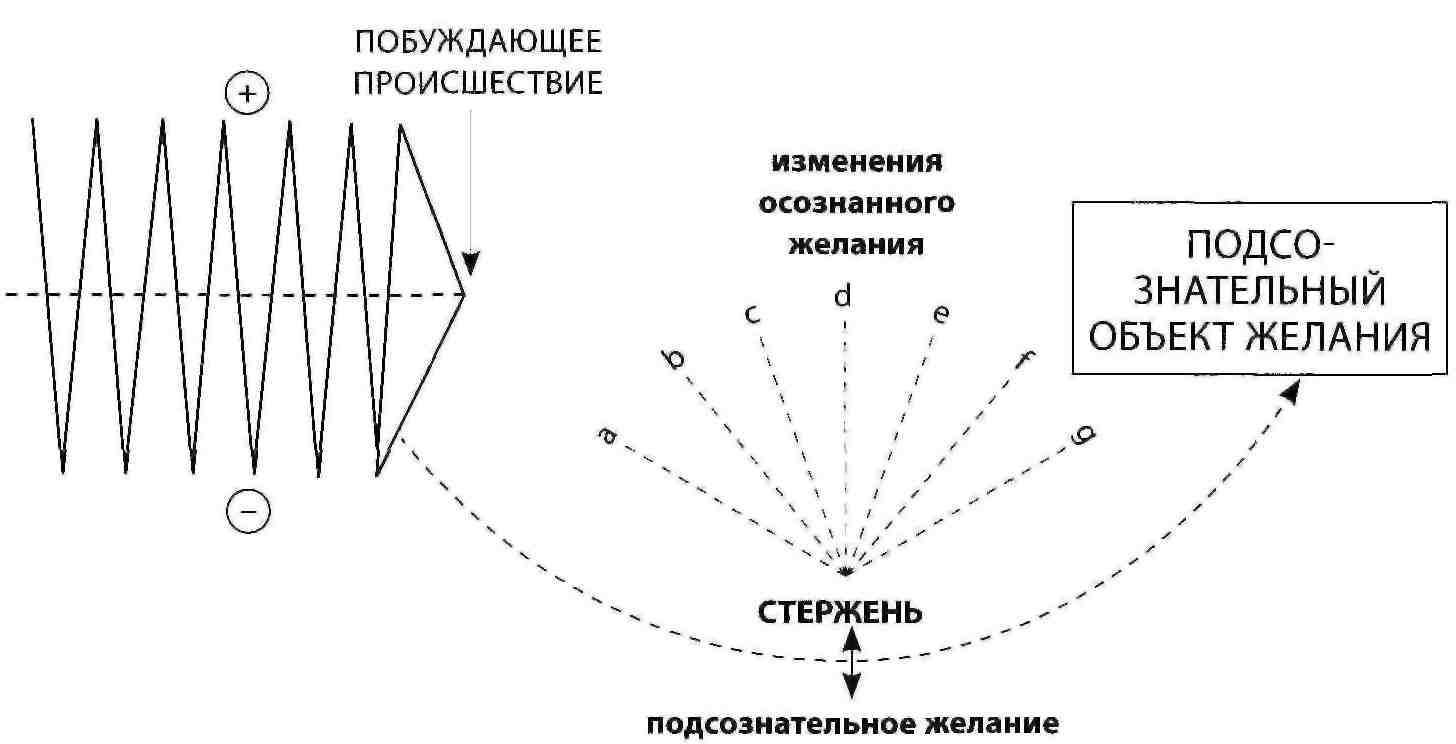 ПОБУЖДАЮЩЕЕ
ПРОИСШЕСТВИЕ
+
−
изменения
осознанного
желания
a
b
c
d
e
f
g
ПОДСО-
ЗНАТЕЛЬНЫЙ
ОБЪЕКТ ЖЕЛАНИЯ
СТЕРЖЕНЬ
подсознательное желание